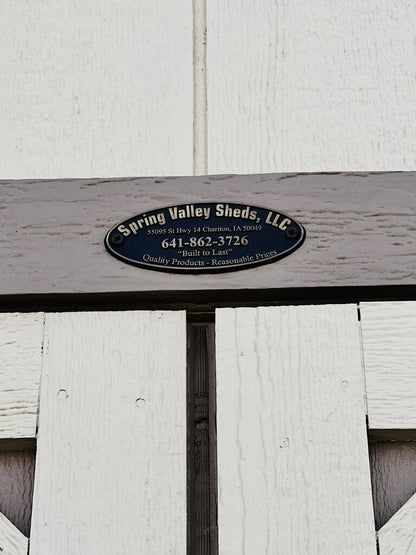 Spring Valley Sheds, LLC
55095 St Hwy 14 Chariton, IA 50049
641-862-3726
"Built to Last"
Quality Products - Reasonable Prices